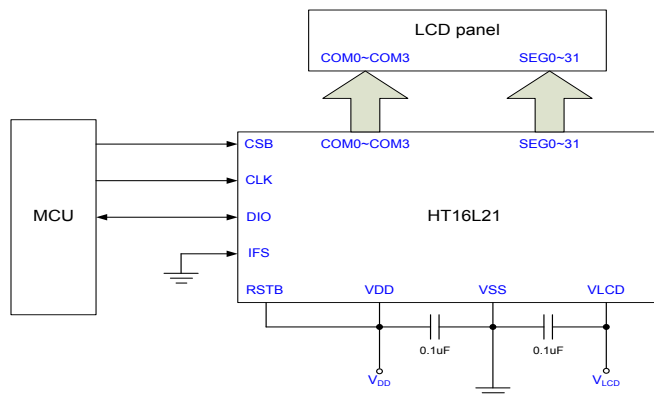 LCD panel
COM0~COM3 SEG0~31
CSB COM0~COM3 SEG0~31
CLK
MCU DIO HT16L21
IFS
RSTB VDD VSS VLCD
0.1uF 0.1uF
VDD VLCD